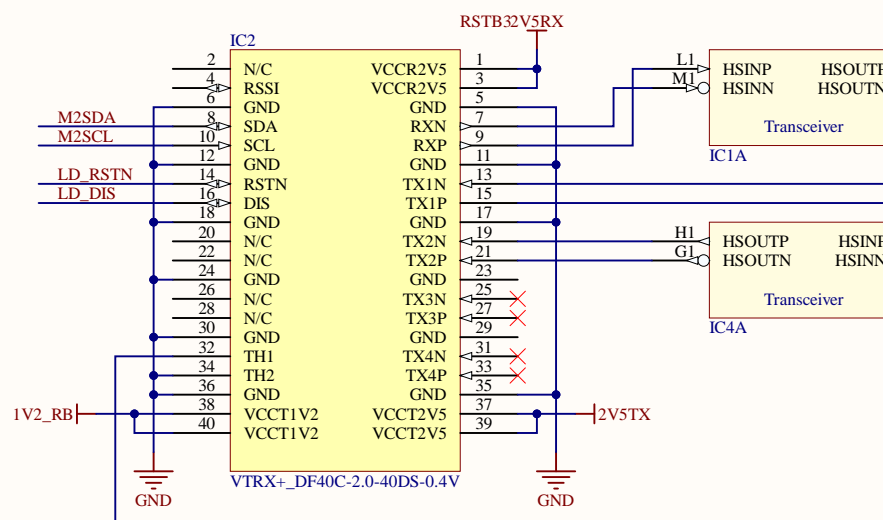 RSTB32V5RX
IC2
2 N/C VCCR2V5 1
4 RSSI VCCR2V5 3
6 GND GND 5
M2SDA 8 SDA RXN 7
M2SCL 10 SCL RXP 9
12 GND GND 11
LD_RSTN 14 RSTN TX1N 13
LD_DIS 16 DIS TX1P 15
18 GND GND 17
20 N/C TX2N 19
22 N/C TX2P 21
24 GND GND 23
26 N/C TX3N 25
28 N/C TX3P 27
30 GND GND 29
32 TH1 TX4N 31
34 TH2 TX4P 33
36 GND GND 35
1V2_RB 38 VCCT1V2 VCCT2V5 37 2V5TX
40 VCCT1V2 VCCT2V5 39
VTRX+_DF40C-2.0-40DS-0.4V
GND
GND
L1 HSINP HSOUTP
M1 HSINN HSOUTN
Transceiver
IC1A
H1 HSOUTP HSINP
G1 HSOUTN HSINN
Transceiver
IC4A